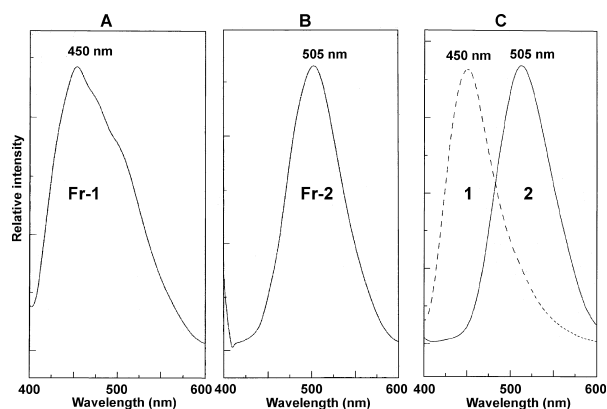 A
B
C
450 nm
505 nm
450 nm
505 nm
Relative intensity
Fr-1
Fr-2
1
2
400 500 600
400 500 600
400 500 600
Wavelength (nm)
Wavelength (nm)
Wavelength (nm)